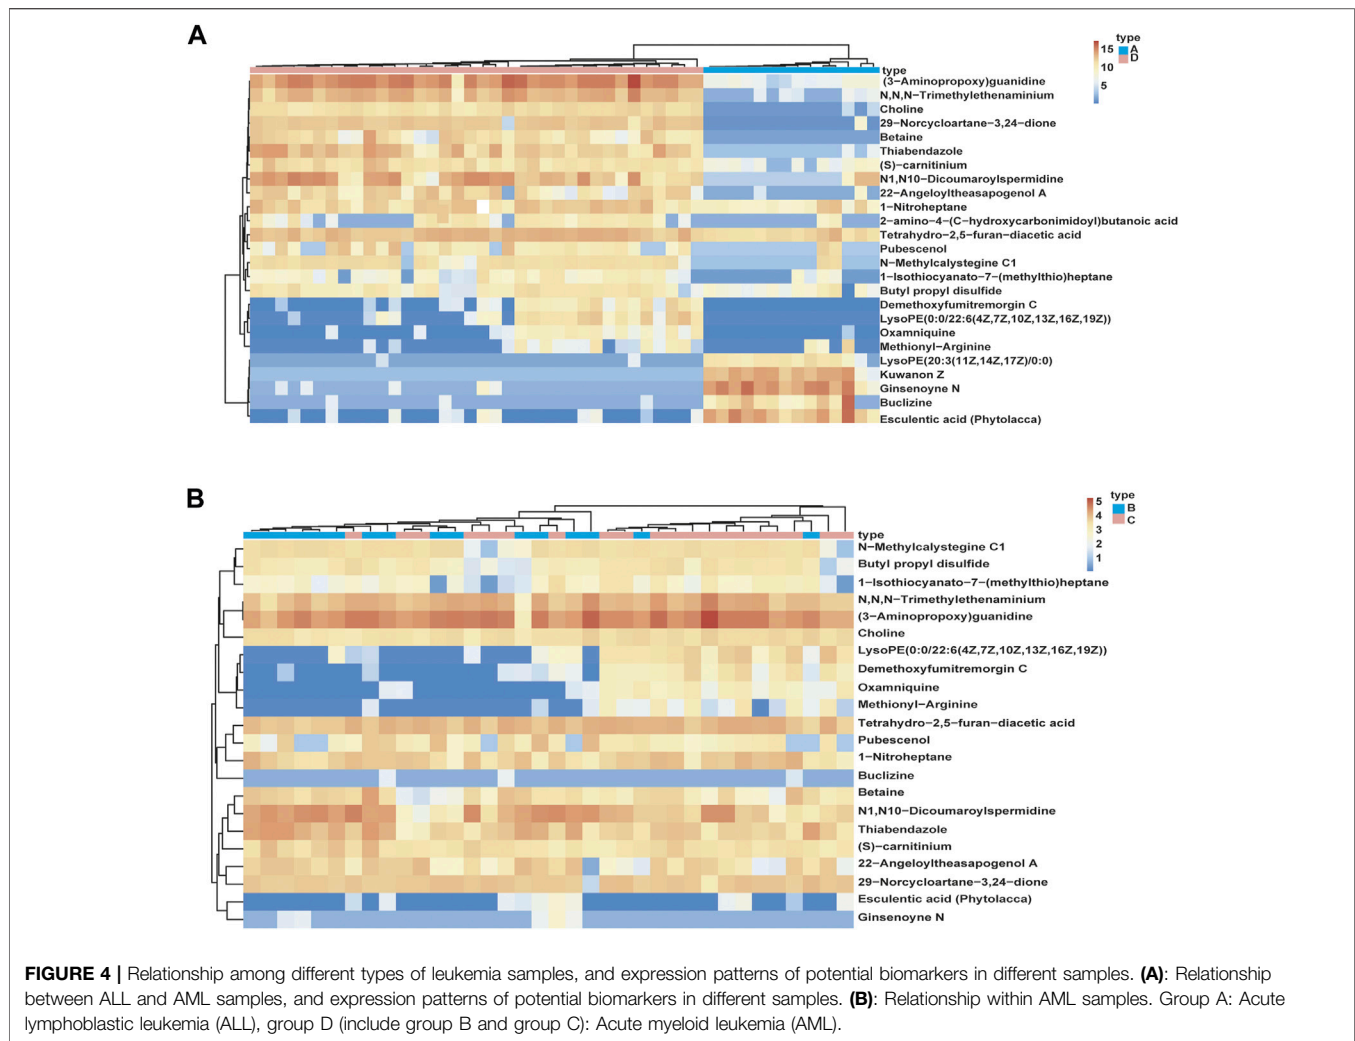 A
type
A
D
15
10
5
type
(3−Aminopropoxy)guanidine
N,N,N−Trimethylethenaminium
Choline
29−Norcycloartane−3,24−dione
Betaine
Thiabendazole
(S)−carnitinium
N1,N10−Dicoumaroylspermidine
22−Angeloyltheasapogenol A
1−Nitroheptane
2−amino−4−(C−hydroxycarbonimidoyl)butanoic acid
Tetrahydro−2,5−furan−diacetic acid
Pubescenol
N−Methylcalystegine C1
1−Isothiocyanato−7−(methylthio)heptane
Butyl propyl disulfide
Demethoxyfumitremorgin C
LysoPE(0:0/22:6(4Z,7Z,10Z,13Z,16Z,19Z))
Oxamniquine
Methionyl−Arginine
LysoPE(20:3(11Z,14Z,17Z)/0:0)
Kuwanon Z
Ginsenoyne N
Buclizine
Esculentic acid (Phytolacca)
B
type
B
C
5
4
3
2
1
type
N−Methylcalystegine C1
Butyl propyl disulfide
1−Isothiocyanato−7−(methylthio)heptane
N,N,N−Trimethylethenaminium
(3−Aminopropoxy)guanidine
Choline
LysoPE(0:0/22:6(4Z,7Z,10Z,13Z,16Z,19Z))
Demethoxyfumitremorgin C
Oxamniquine
Methionyl−Arginine
Tetrahydro−2,5−furan−diacetic acid
Pubescenol
1−Nitroheptane
Buclizine
Betaine
N1,N10−Dicoumaroylspermidine
Thiabendazole
(S)−carnitinium
22−Angeloyltheasapogenol A
29−Norcycloartane−3,24−dione
Esculentic acid (Phytolacca)
Ginsenoyne N
FIGURE 4 | Relationship among different types of leukemia samples, and expression patterns of potential biomarkers in different samples. (A): Relationship
between ALL and AML samples, and expression patterns of potential biomarkers in different samples. (B): Relationship within AML samples. Group A: Acute
lymphoblastic leukemia (ALL), group D (include group B and group C): Acute myeloid leukemia (AML).